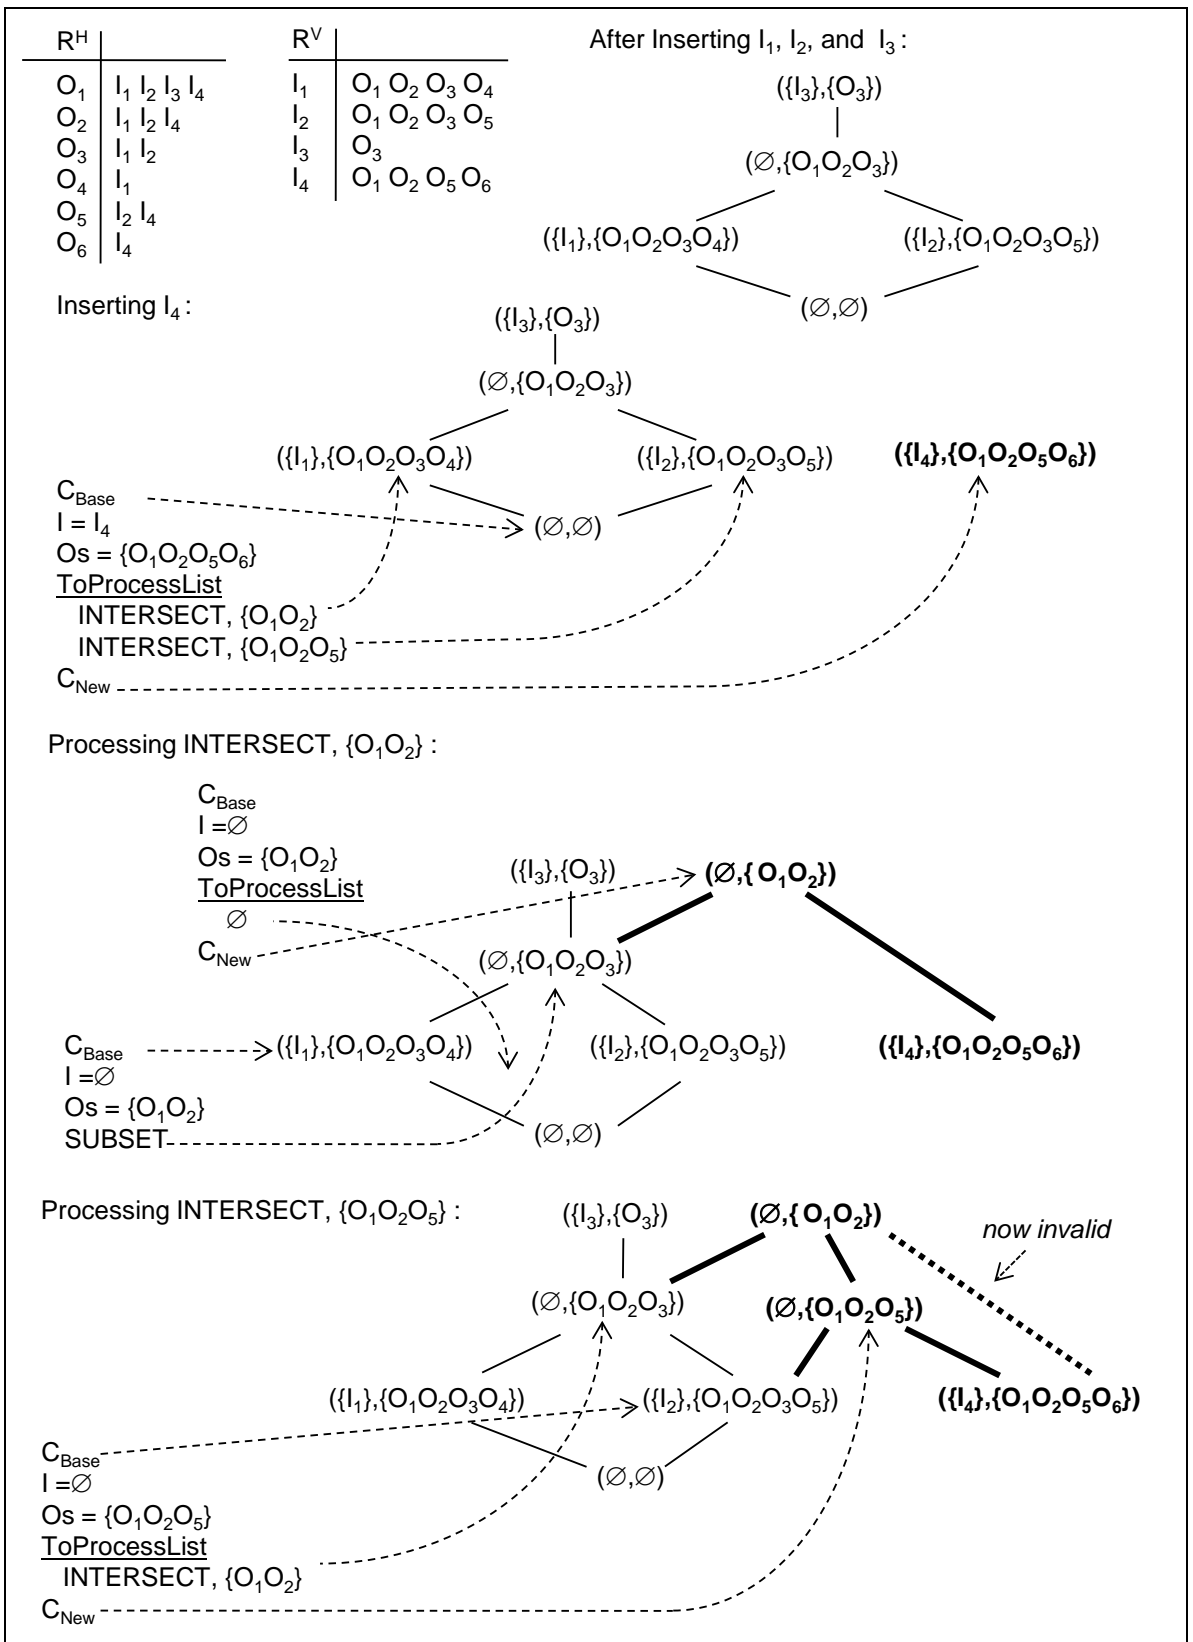 Rᴴ
O₁ I₁ I₂ I₃ I₄
O₂ I₁ I₂ I₄
O₃ I₁ I₂
O₄ I₁
O₅ I₂ I₄
O₆ I₄
Rⱽ
I₁ O₁ O₂ O₃ O₄
I₂ O₁ O₂ O₃ O₅
I₃ O₃
I₄ O₁ O₂ O₅ O₆
After Inserting I₁, I₂, and I₃ :
({I₃},{O₃})
(∅,{O₁O₂O₃})
({I₁},{O₁O₂O₃O₄}) ({I₂},{O₁O₂O₃O₅})
(∅,∅)
Inserting I₄ :
({I₃},{O₃})
(∅,{O₁O₂O₃})
({I₁},{O₁O₂O₃O₄}) ({I₂},{O₁O₂O₃O₅}) ({I₄},{O₁O₂O₅O₆})
(∅,∅)
C_Base
I = I₄
Os = {O₁O₂O₅O₆}
ToProcessList
INTERSECT, {O₁O₂}
INTERSECT, {O₁O₂O₅}
C_New
Processing INTERSECT, {O₁O₂} :
C_Base
I =∅
Os = {O₁O₂}
ToProcessList
∅
C_New
({I₃},{O₃}) (∅,{ O₁O₂})
(∅,{O₁O₂O₃})
({I₁},{O₁O₂O₃O₄}) ({I₂},{O₁O₂O₃O₅}) ({I₄},{O₁O₂O₅O₆})
(∅,∅)
C_Base
I =∅
Os = {O₁O₂}
SUBSET
Processing INTERSECT, {O₁O₂O₅} :
({I₃},{O₃}) (∅,{ O₁O₂})
now invalid
(∅,{O₁O₂O₃}) (∅,{O₁O₂O₅})
({I₁},{O₁O₂O₃O₄}) ({I₂},{O₁O₂O₃O₅}) ({I₄},{O₁O₂O₅O₆})
(∅,∅)
C_Base
I =∅
Os = {O₁O₂O₅}
ToProcessList
INTERSECT, {O₁O₂}
C_New